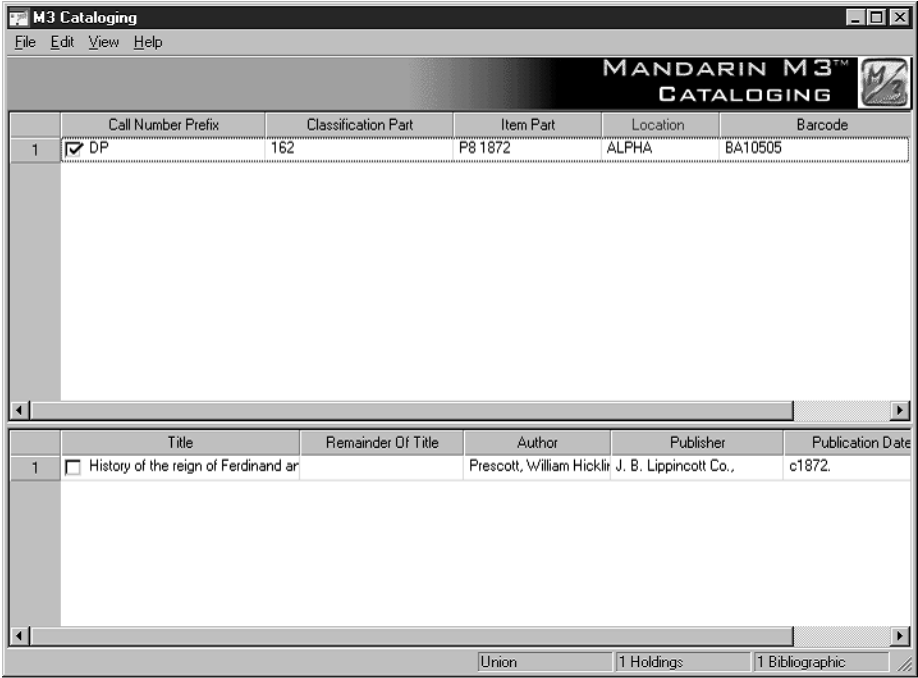 M3 Cataloging
File Edit View Help
MANDARIN M3™
CATALOGING
M/3
Call Number Prefix Classification Part Item Part Location Barcode
1 DP 162 P8 1872 ALPHA BA10505
Title Remainder Of Title Author Publisher Publication Date
1 History of the reign of Ferdinand ar Prescott, William Hicklir J. B. Lippincott Co., c1872.
Union 1 Holdings 1 Bibliographic